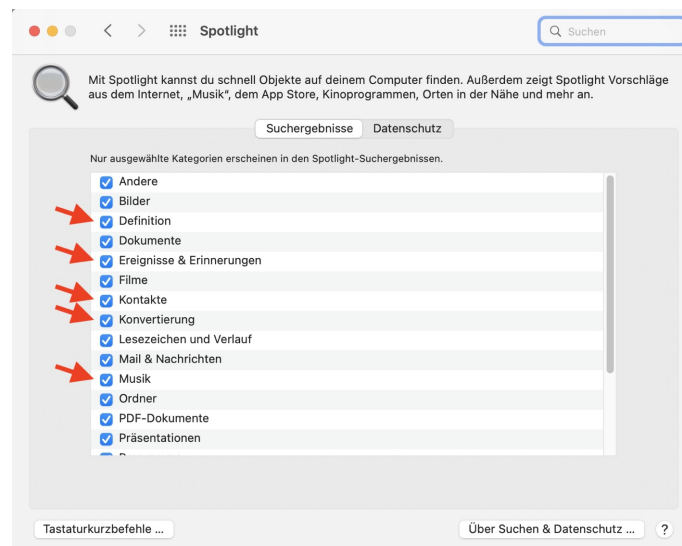 Spotlight
Suchen
Mit Spotlight kannst du schnell Objekte auf deinem Computer finden. Außerdem zeigt Spotlight Vorschläge
aus dem Internet, „Musik“, dem App Store, Kinoprogrammen, Orten in der Nähe und mehr an.
Suchergebnisse Datenschutz
Nur ausgewählte Kategorien erscheinen in den Spotlight-Suchergebnissen.
Andere
Bilder
Definition
Dokumente
Ereignisse & Erinnerungen
Filme
Kontakte
Konvertierung
Lesezeichen und Verlauf
Mail & Nachrichten
Musik
Ordner
PDF-Dokumente
Präsentationen
Tastaturkurzbefehle ... Über Suchen & Datenschutz ... ?